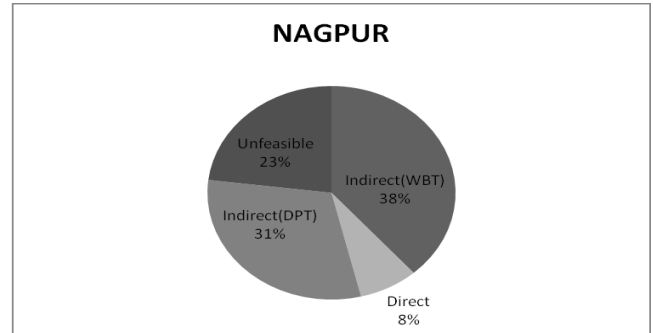 NAGPUR
Unfeasible
23%
Indirect(WBT)
38%
Indirect(DPT)
31%
Direct
8%